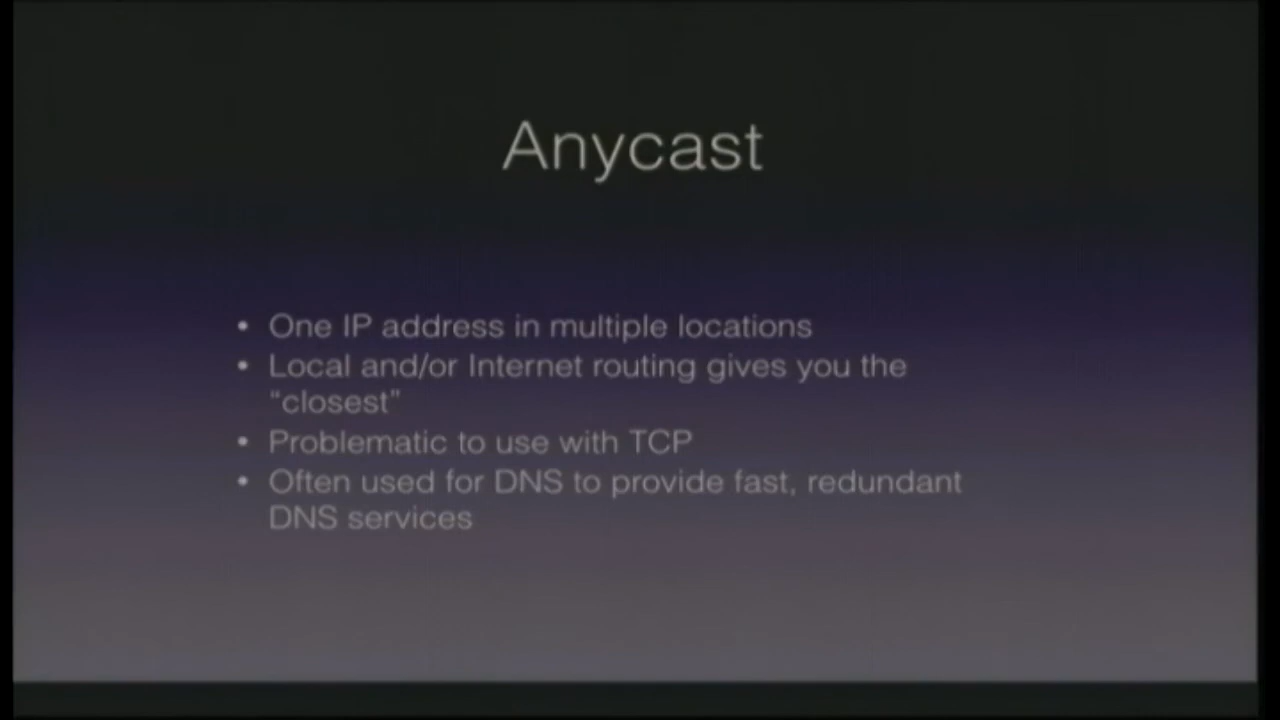 Anycast
• One IP address in multiple locations
• Local and/or Internet routing gives you the
“closest”
• Problematic to use with TCP
• Often used for DNS to provide fast, redundant
DNS services